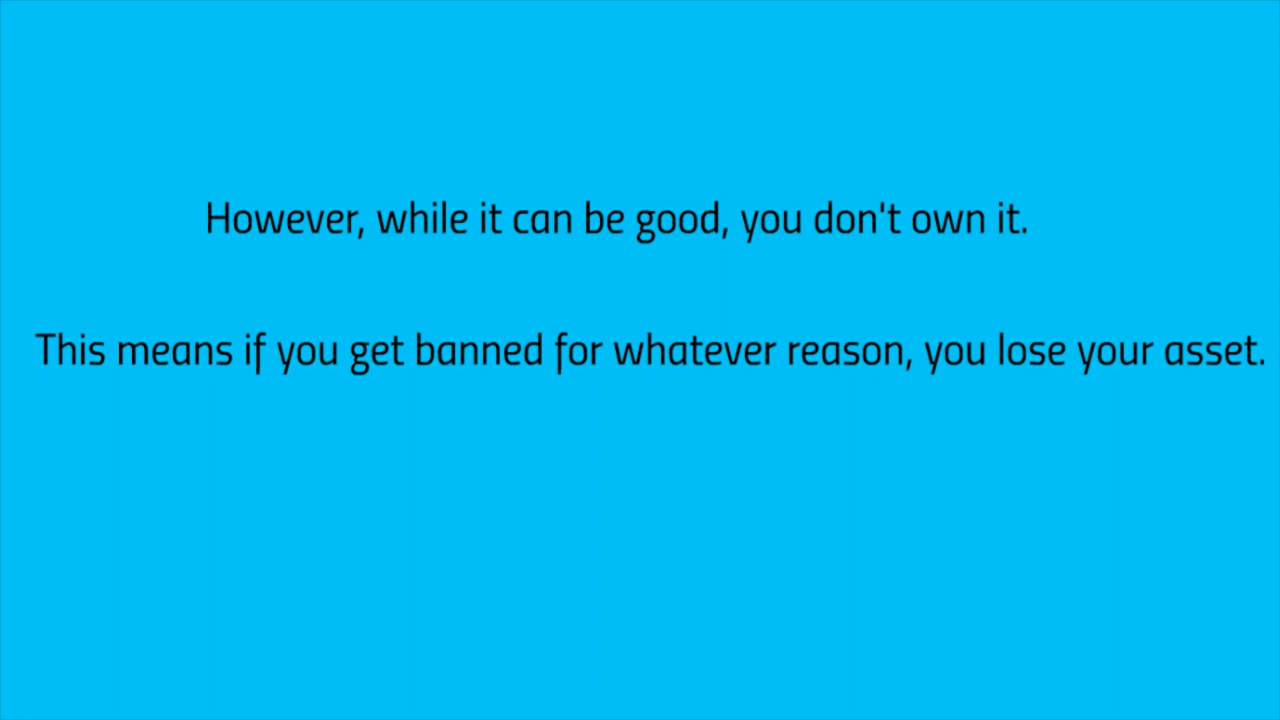 However, while it can be good, you don't own it.
This means if you get banned for whatever reason, you lose your asset.